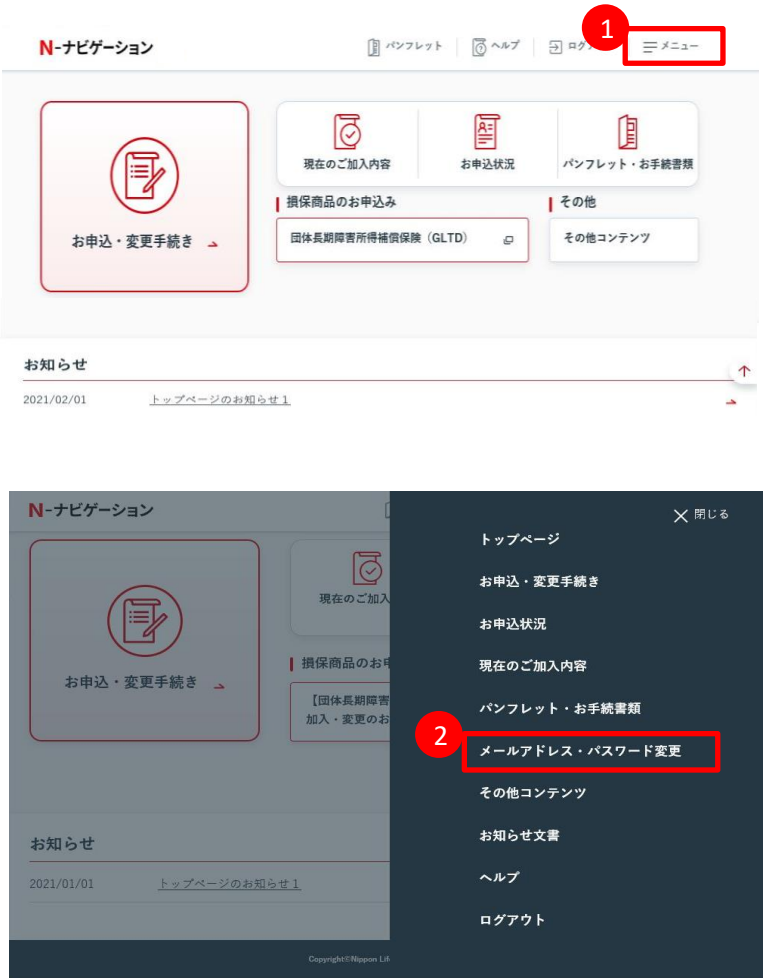 1
N-ナビゲーション
パンフレット
ヘルプ
ログ
メニュー
現在のご加入内容
お申込状況
パンフレット・お手続書類
損保商品のお申込み
その他
お申込・変更手続き
団体長期障害所得補償保険（GLTD）
その他コンテンツ
お知らせ
2021/02/01 トップページのお知らせ１
N-ナビゲーション
閉じる
トップページ
お申込・変更手続き
お申込状況
現在のご加入内容
パンフレット・お手続書類
2
メールアドレス・パスワード変更
その他コンテンツ
お知らせ文書
ヘルプ
ログアウト
現在のご加入
損保商品のお申
お申込・変更手続き
【団体長期障害
加入・変更のお
お知らせ
2021/01/01 トップページのお知らせ１
Copyright©Nippon Lif